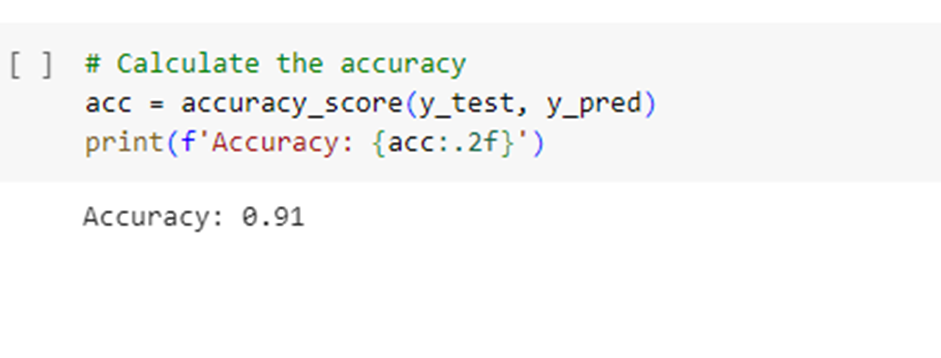 [ ] # Calculate the accuracy
acc = accuracy_score(y_test, y_pred)
print(f'Accuracy: {acc:.2f}')
Accuracy: 0.91